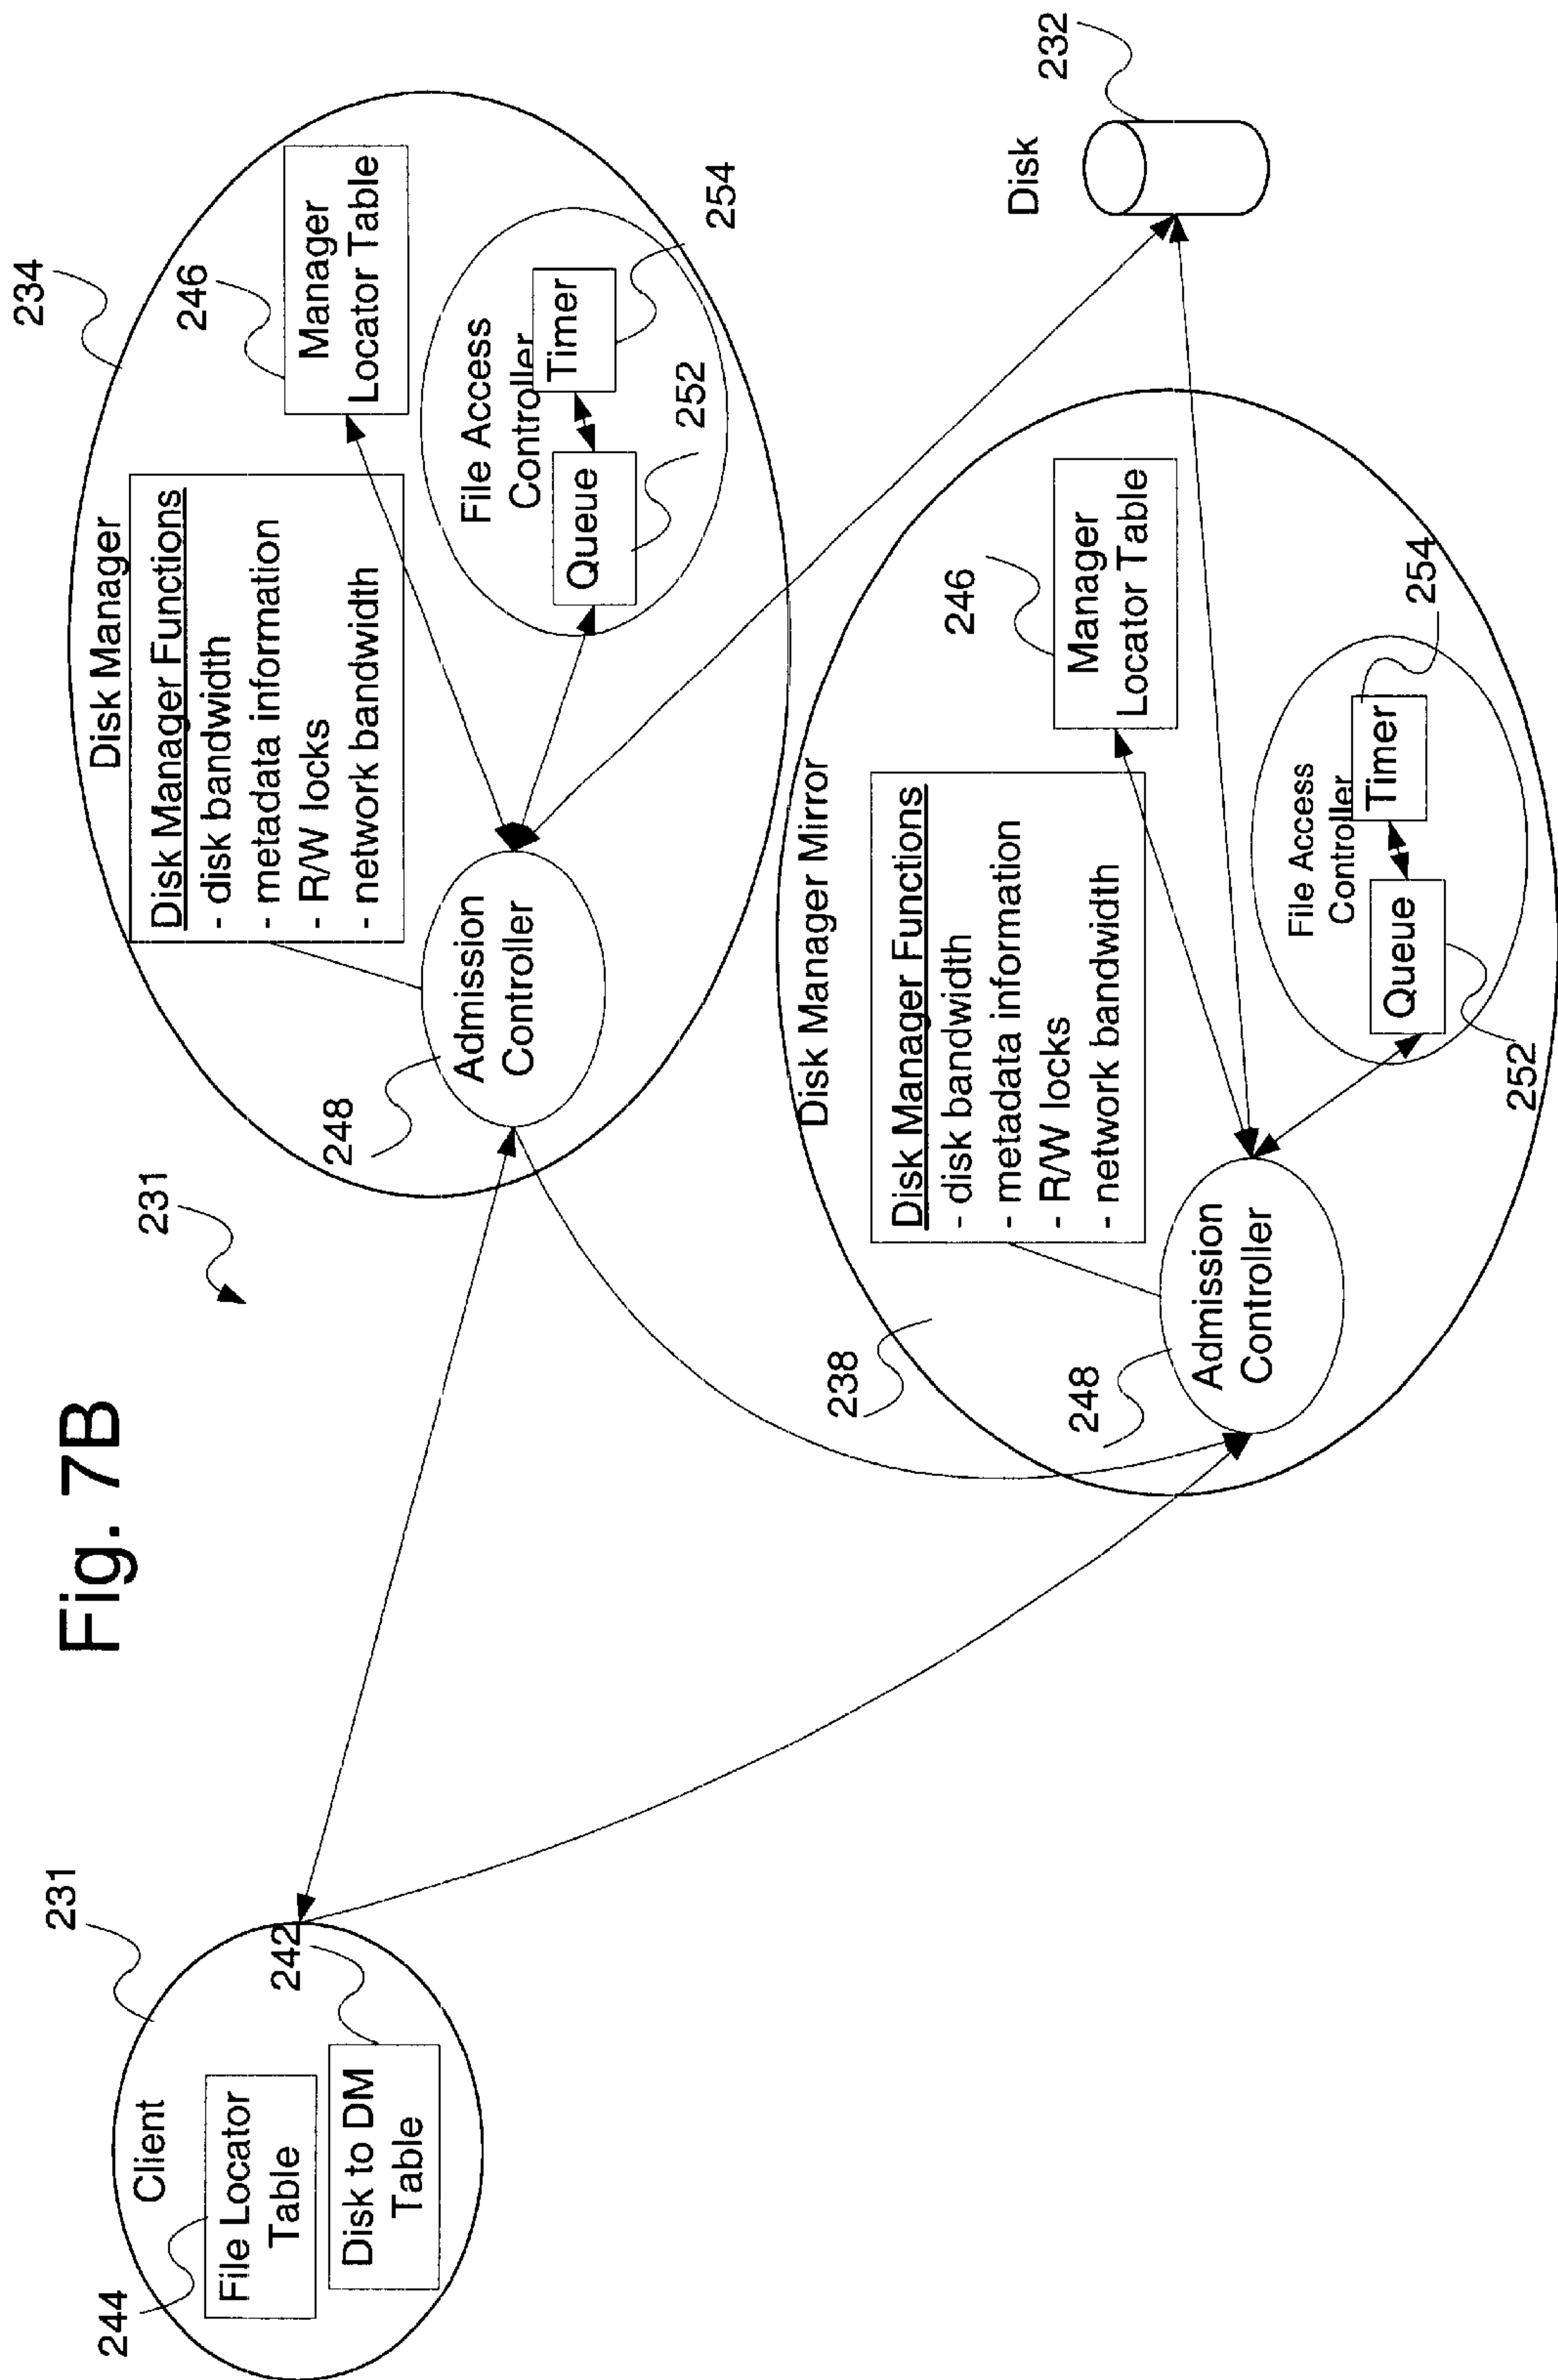 Fig. 7B
231
231
Client
244
File Locator
Table
242
Disk to DM
Table
234
Disk Manager
Disk Manager Functions
- disk bandwidth
- metadata information
- R/W locks
- network bandwidth
246
Manager
Locator Table
248
Admission
Controller
File Access
Controller
Queue
Timer
252
254
238
Disk Manager Mirror
Disk Manager Functions
- disk bandwidth
- metadata information
- R/W locks
- network bandwidth
246
Manager
Locator Table
248
Admission
Controller
File Access
Controller
Queue
Timer
252
254
Disk
232